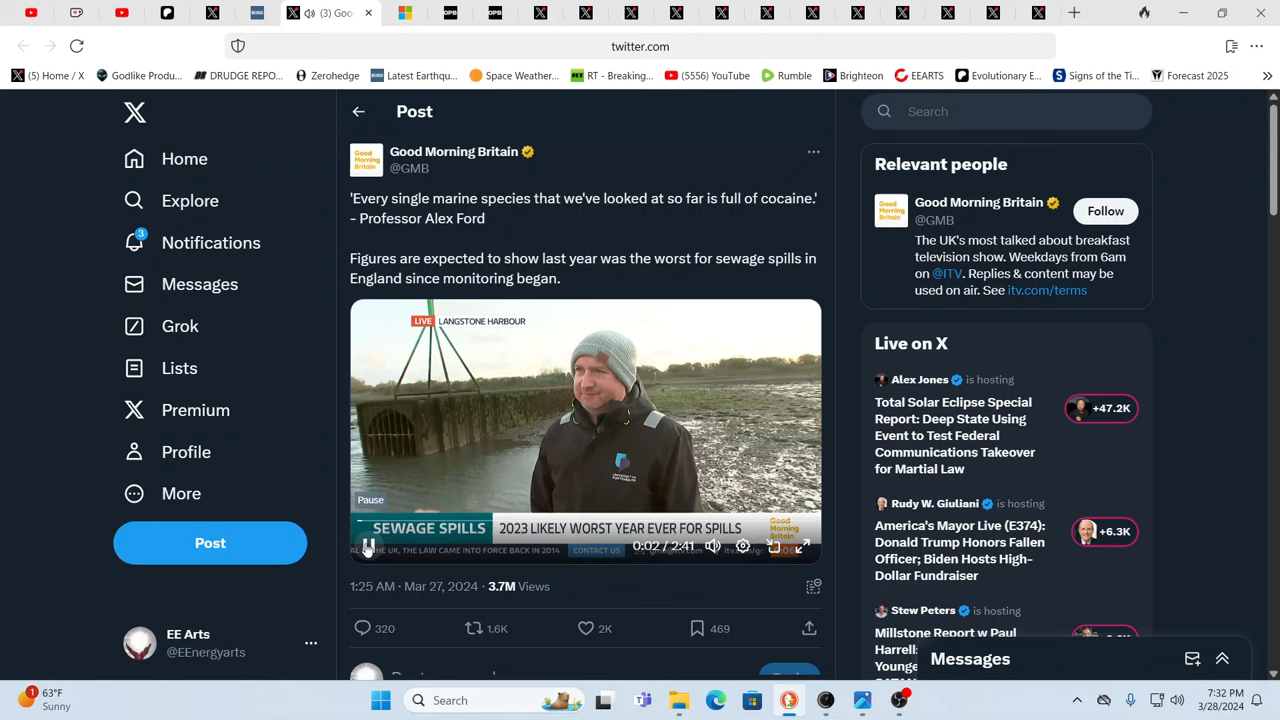 (3) Goo
twitter.com
(5) Home / X
Godlike Produ...
DRUDGE REPO...
Zerohedge
Latest Earthqu...
Space Weather...
RT - Breaking...
(5556) YouTube
Rumble
Brighteon
EEARTS
Evolutionary E...
Signs of the Ti...
Forecast 2025
Home
Explore
3
Notifications
Messages
Grok
Lists
Premium
Profile
More
Post
EE Arts
@EEnergyarts
Post
Good Morning Britain
@GMB
'Every single marine species that we've looked at so far is full of cocaine.'
- Professor Alex Ford
Figures are expected to show last year was the worst for sewage spills in
England since monitoring began.
LIVE LANGSTONE HARBOUR
Pause
SEWAGE SPILLS 2023 LIKELY WORST YEAR EVER FOR SPILLS
Good Morning Britain
THE UK, THE LAW CAME INTO FORCE BACK IN 2014 CONTACT US
0:02 / 2:41
1:25 AM · Mar 27, 2024 · 3.7M Views
320 1.6K 2K 469
Search
Relevant people
Good Morning Britain
@GMB
Follow
The UK's most talked about breakfast
television show. Weekdays from 6am
on @ITV. Replies & content may be
used on air. See itv.com/terms
Live on X
Alex Jones is hosting
Total Solar Eclipse Special
Report: Deep State Using
Event to Test Federal
Communications Takeover
for Martial Law
+47.2K
Rudy W. Giuliani is hosting
America's Mayor Live (E374):
Donald Trump Honors Fallen
Officer; Biden Hosts High-
Dollar Fundraiser
+6.3K
Stew Peters is hosting
Millstone Report w Paul
Harrell:
Younge
Messages
1
63°F
Sunny
Search
7:32 PM
3/28/2024